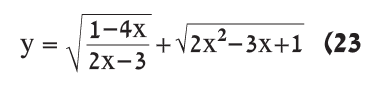 y = √((1−4x)/(2x−3)) + √(2x²−3x+1) (23